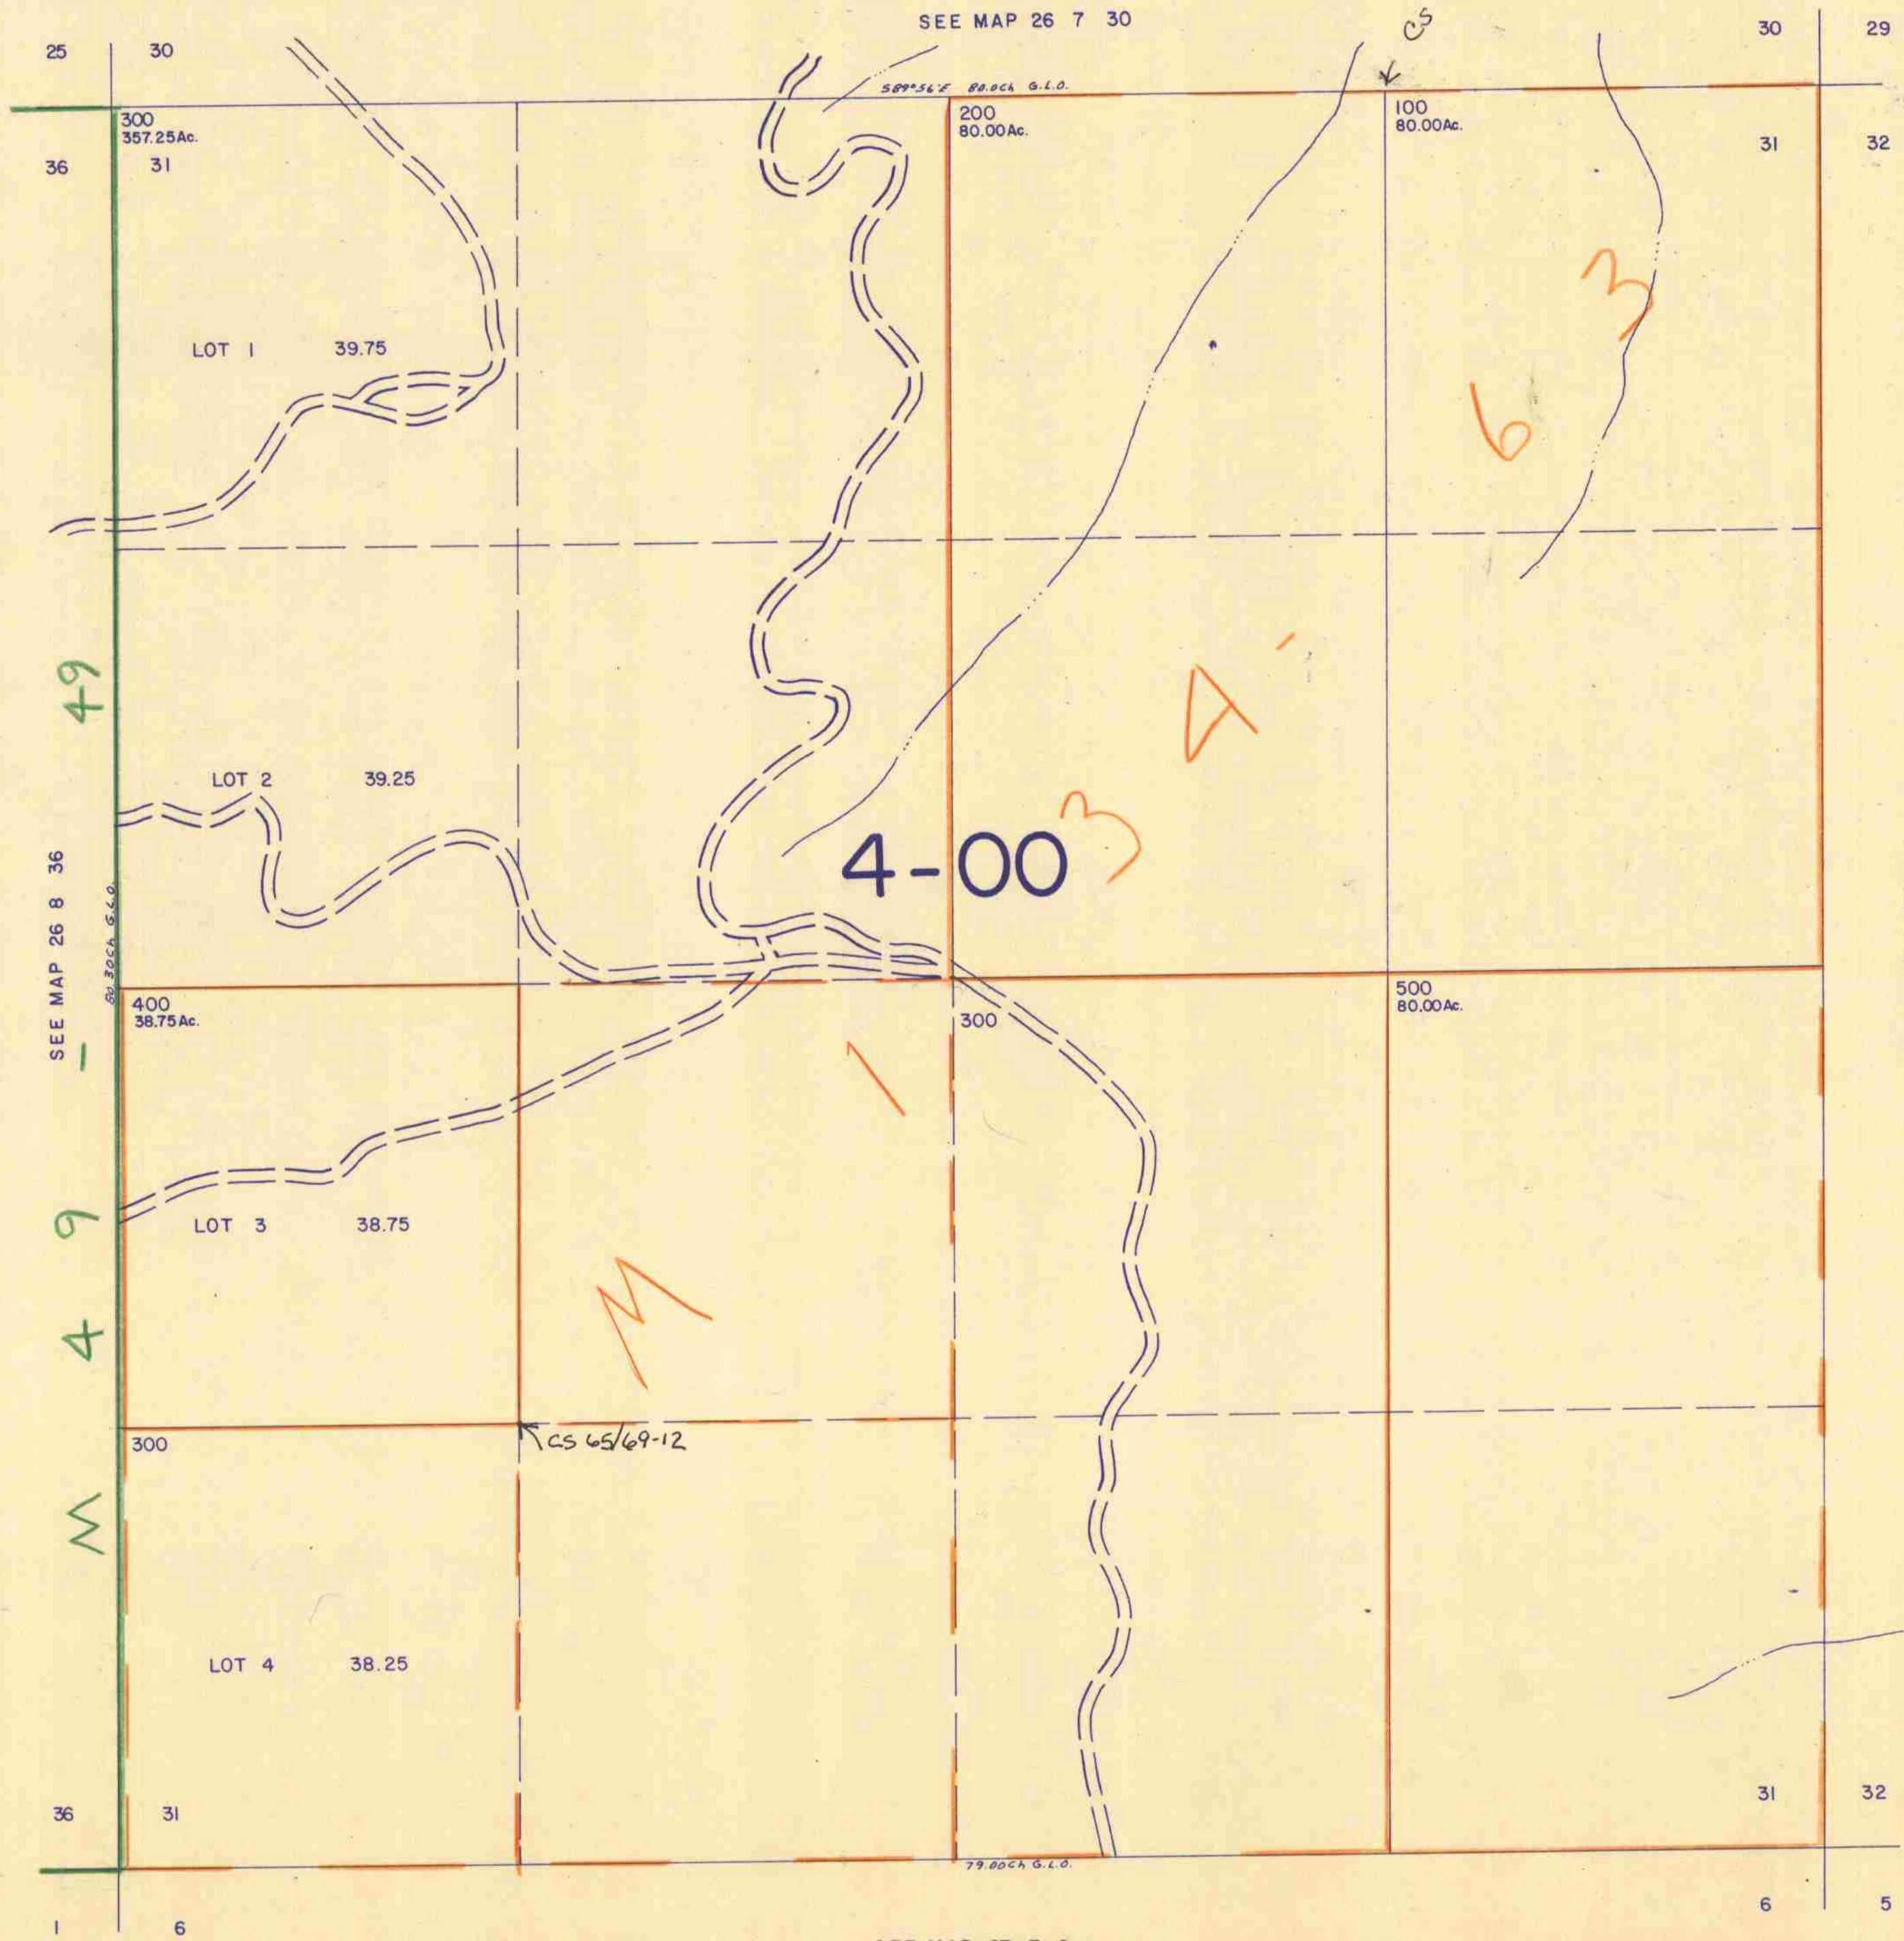 SEE MAP 26 7 30
CS
25 30
30 29
S89°56'E 80.0Ch G.L.O.
300
357.25Ac.
200
80.00Ac.
100
80.00Ac.
36 31
31 32
LOT 1 39.75
LOT 2 39.25
4-00
SEE MAP 26 8 36
80.30Ch G.L.O.
M 4 9 - 49
M 1 3 4 - 6 3
400
38.75Ac.
300
500
80.00Ac.
LOT 3 38.75
300
CS 65/69-12
LOT 4 38.25
36 31
31 32
79.00Ch G.L.O.
1 6
6 5